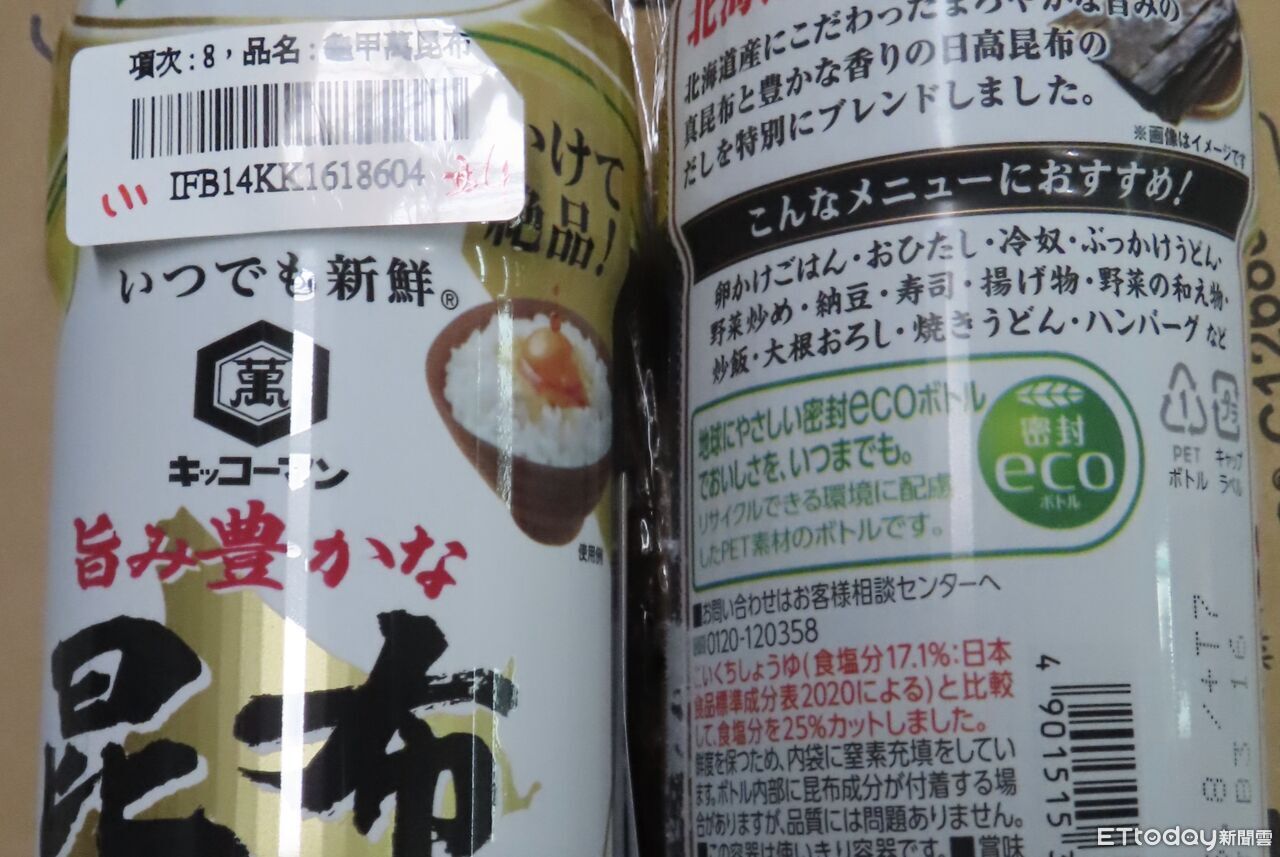 項次:8，品名:龜甲萬昆布
IFB14KK1618604
かけて
絶品！
いつでも新鮮®
萬
キッコーマン
使用例
旨み豊かな
昆布
北海道産にこだわったまろやかな旨みの
真昆布と豊かな香りの日高昆布の
だしを特別にブレンドしました。
※画像はイメージです
こんなメニューにおすすめ！
卵かけごはん・おひたし・冷奴・ぶっかけうどん・
野菜炒め・納豆・寿司・揚げ物・野菜の和え物・
炒飯・大根おろし・焼きうどん・ハンバーグ など
地球にやさしい密封ecoボトル
でおいしさを、いつまでも。
リサイクルできる環境に配慮
したPET素材のボトルです。
密封
eco
ボトル
1
PET
ボトル
キャップ
ラベル
■お問い合わせはお客様相談センターへ
0120-120358
こいくちしょうゆ(食塩分17.1%:日本
食品標準成分表2020による)と比較
して、食塩分を25%カットしました。
鮮度を保つため、内袋に窒素充填をしてい
ます。ボトル内部に昆布成分が付着する場
合がありますが、品質には問題ありません。
■この容器は使いきり容器です。■賞味
4 901515
ETtoday新聞雲